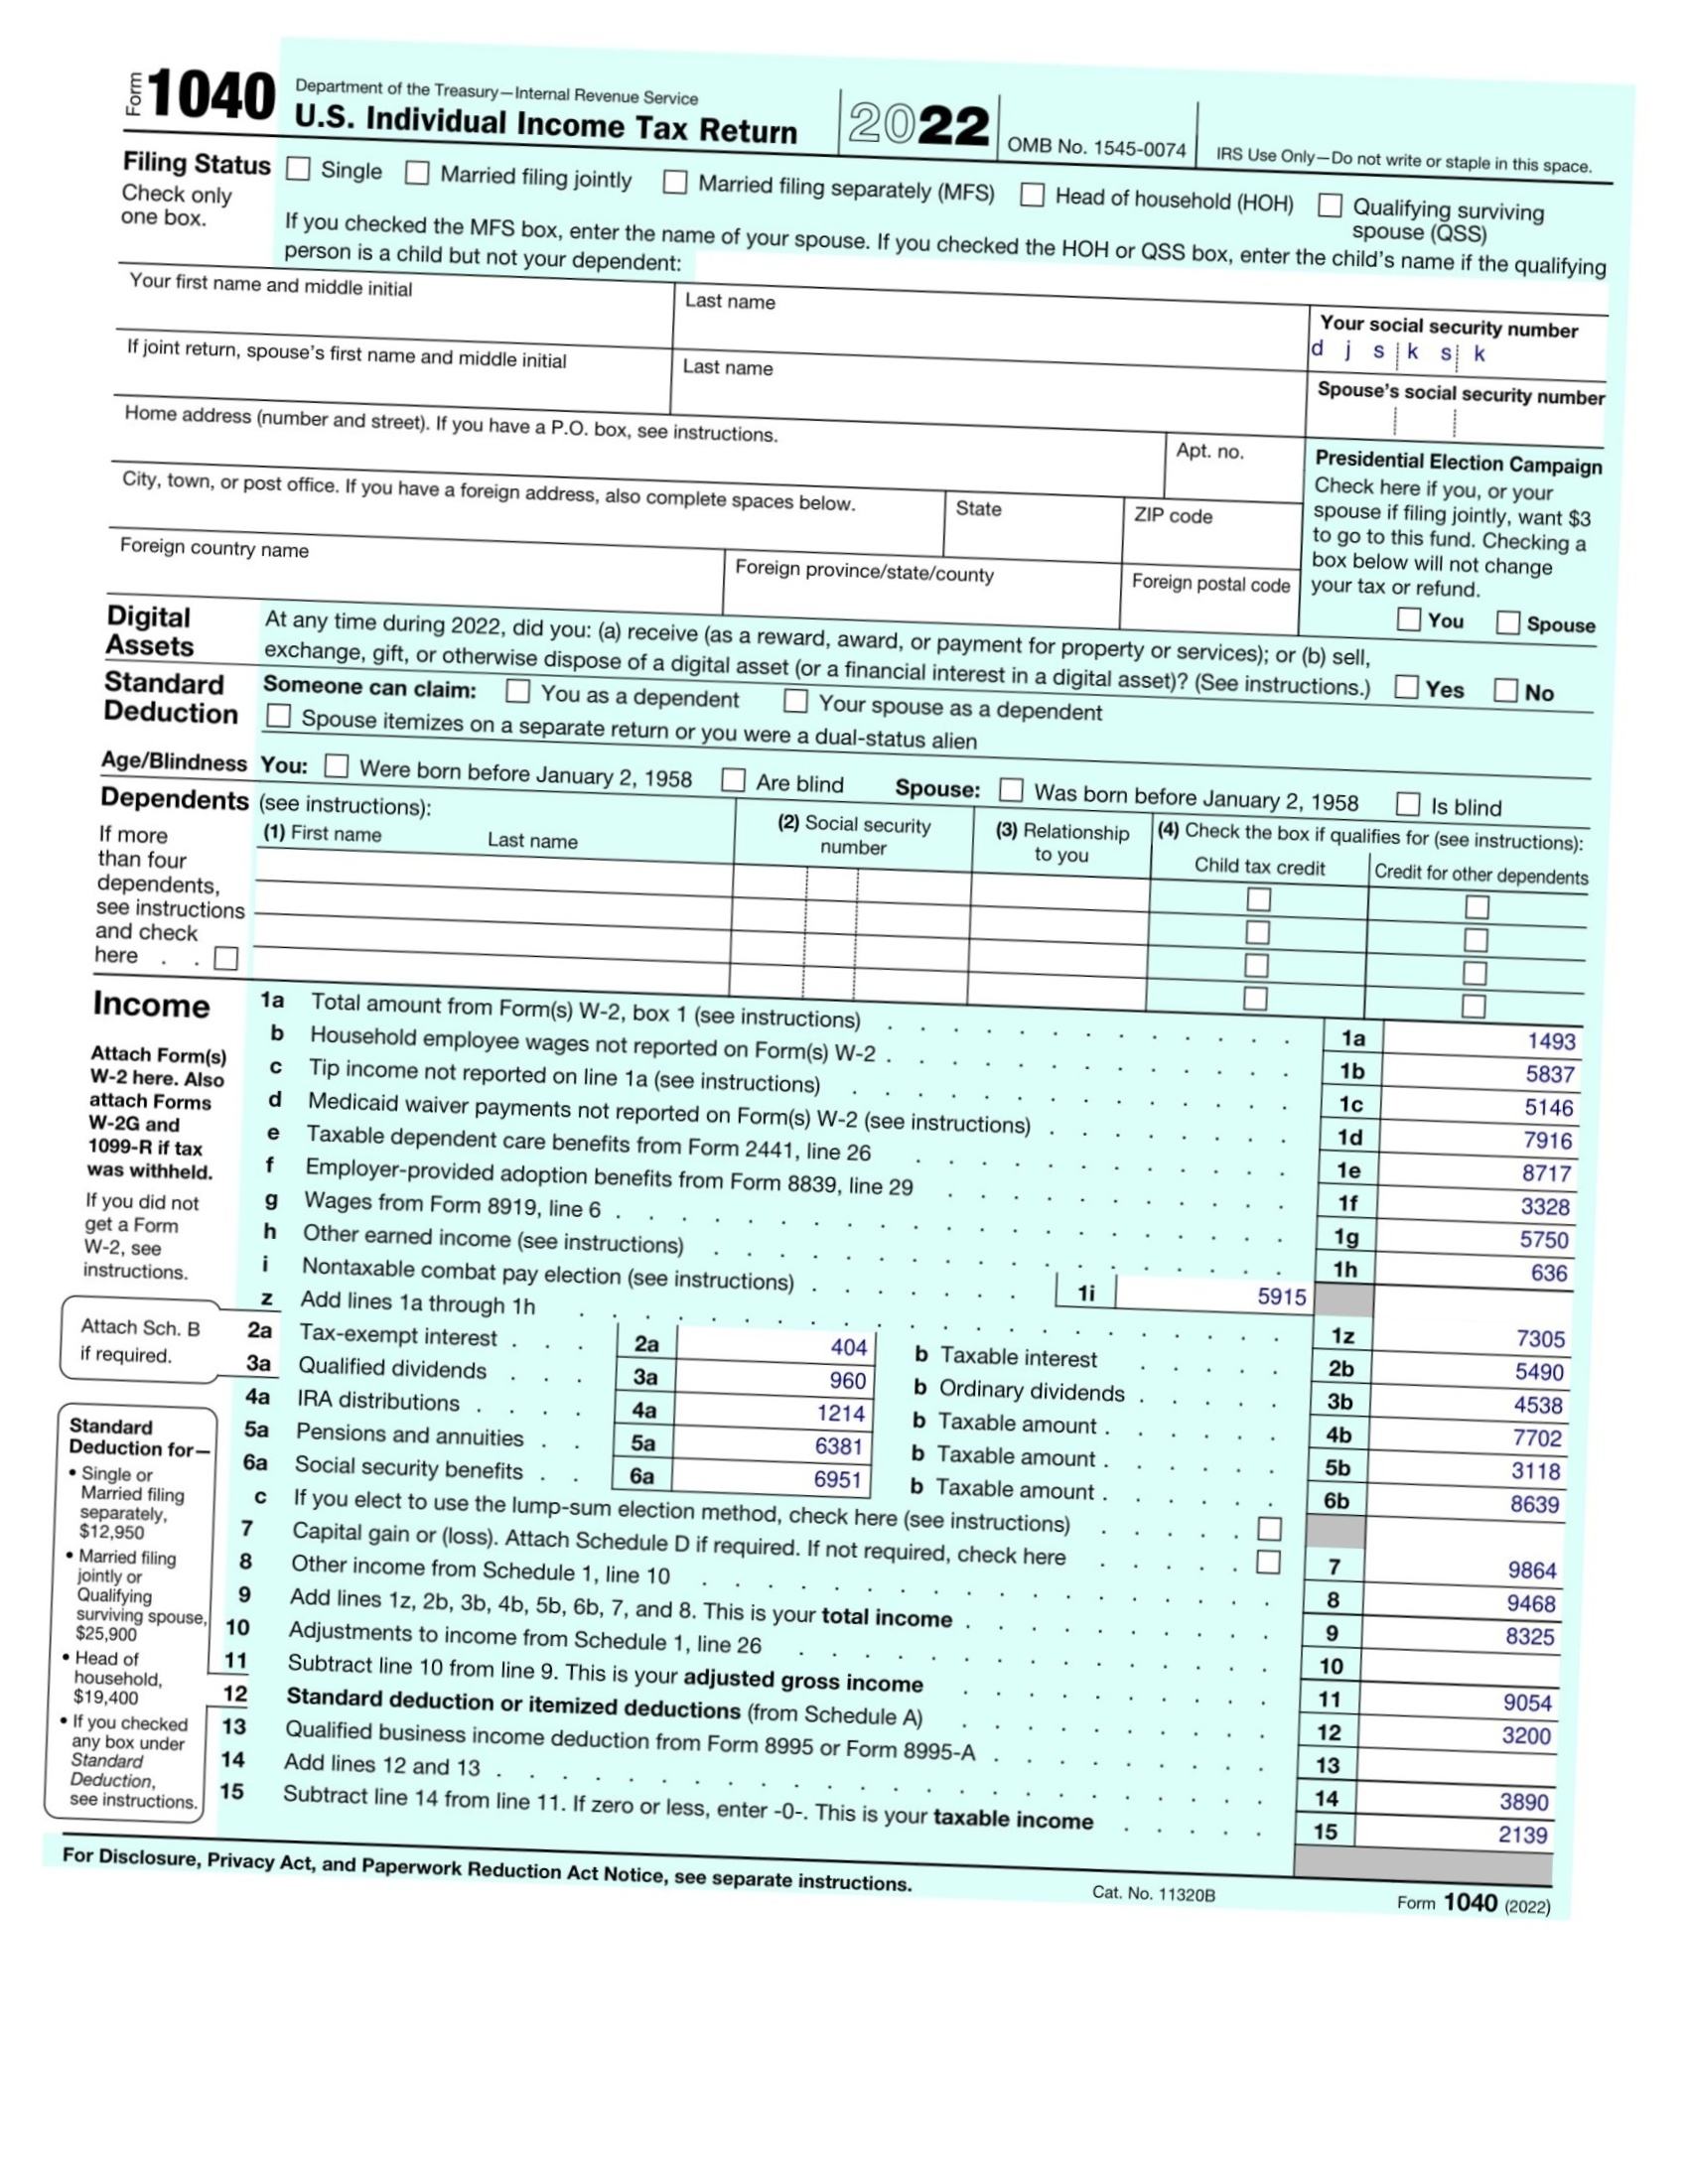 Form 1040 Department of the Treasury—Internal Revenue Service
U.S. Individual Income Tax Return 2022 OMB No. 1545-0074 IRS Use Only—Do not write or staple in this space.
Filing Status Single Married filing jointly Married filing separately (MFS) Head of household (HOH) Qualifying surviving spouse (QSS)
Check only
one box.
If you checked the MFS box, enter the name of your spouse. If you checked the HOH or QSS box, enter the child's name if the qualifying
person is a child but not your dependent:
Your first name and middle initial Last name Your social security number
d j s k s k
If joint return, spouse's first name and middle initial Last name Spouse's social security number
Home address (number and street). If you have a P.O. box, see instructions. Apt. no.
City, town, or post office. If you have a foreign address, also complete spaces below. State ZIP code
Foreign country name Foreign province/state/county Foreign postal code
Presidential Election Campaign
Check here if you, or your
spouse if filing jointly, want $3
to go to this fund. Checking a
box below will not change
your tax or refund.
You Spouse
Digital
Assets
At any time during 2022, did you: (a) receive (as a reward, award, or payment for property or services); or (b) sell,
exchange, gift, or otherwise dispose of a digital asset (or a financial interest in a digital asset)? (See instructions.) Yes No
Standard
Deduction
Someone can claim: You as a dependent Your spouse as a dependent
Spouse itemizes on a separate return or you were a dual-status alien
Age/Blindness You: Were born before January 2, 1958 Are blind Spouse: Was born before January 2, 1958 Is blind
Dependents (see instructions):
(1) First name Last name (2) Social security number (3) Relationship to you (4) Check the box if qualifies for (see instructions):
Child tax credit Credit for other dependents
If more
than four
dependents,
see instructions
and check
here . .
Income
Attach Form(s)
W-2 here. Also
attach Forms
W-2G and
1099-R if tax
was withheld.
If you did not
get a Form
W-2, see
instructions.
1a Total amount from Form(s) W-2, box 1 (see instructions) 1a 1493
b Household employee wages not reported on Form(s) W-2 1b 5837
c Tip income not reported on line 1a (see instructions) 1c 5146
d Medicaid waiver payments not reported on Form(s) W-2 (see instructions) 1d 7916
e Taxable dependent care benefits from Form 2441, line 26 1e 8717
f Employer-provided adoption benefits from Form 8839, line 29 1f 3328
g Wages from Form 8919, line 6 1g 5750
h Other earned income (see instructions) 1h 636
i Nontaxable combat pay election (see instructions) 1i 5915
z Add lines 1a through 1h 1z 7305
Attach Sch. B
if required.
2a Tax-exempt interest 2a 404 b Taxable interest 2b 5490
3a Qualified dividends 3a 960 b Ordinary dividends 3b 4538
4a IRA distributions 4a 1214 b Taxable amount 4b 7702
5a Pensions and annuities 5a 6381 b Taxable amount 5b 3118
6a Social security benefits 6a 6951 b Taxable amount 6b 8639
c If you elect to use the lump-sum election method, check here (see instructions)
7 Capital gain or (loss). Attach Schedule D if required. If not required, check here 7 9864
8 Other income from Schedule 1, line 10 8 9468
9 Add lines 1z, 2b, 3b, 4b, 5b, 6b, 7, and 8. This is your total income 9 8325
10 Adjustments to income from Schedule 1, line 26 10
11 Subtract line 10 from line 9. This is your adjusted gross income 11 9054
12 Standard deduction or itemized deductions (from Schedule A) 12 3200
13 Qualified business income deduction from Form 8995 or Form 8995-A 13
14 Add lines 12 and 13 14 3890
15 Subtract line 14 from line 11. If zero or less, enter -0-. This is your taxable income 15 2139
Standard
Deduction for—
• Single or
Married filing
separately,
$12,950
• Married filing
jointly or
Qualifying
surviving spouse,
$25,900
• Head of
household,
$19,400
• If you checked
any box under
Standard
Deduction,
see instructions.
For Disclosure, Privacy Act, and Paperwork Reduction Act Notice, see separate instructions. Cat. No. 11320B Form 1040 (2022)